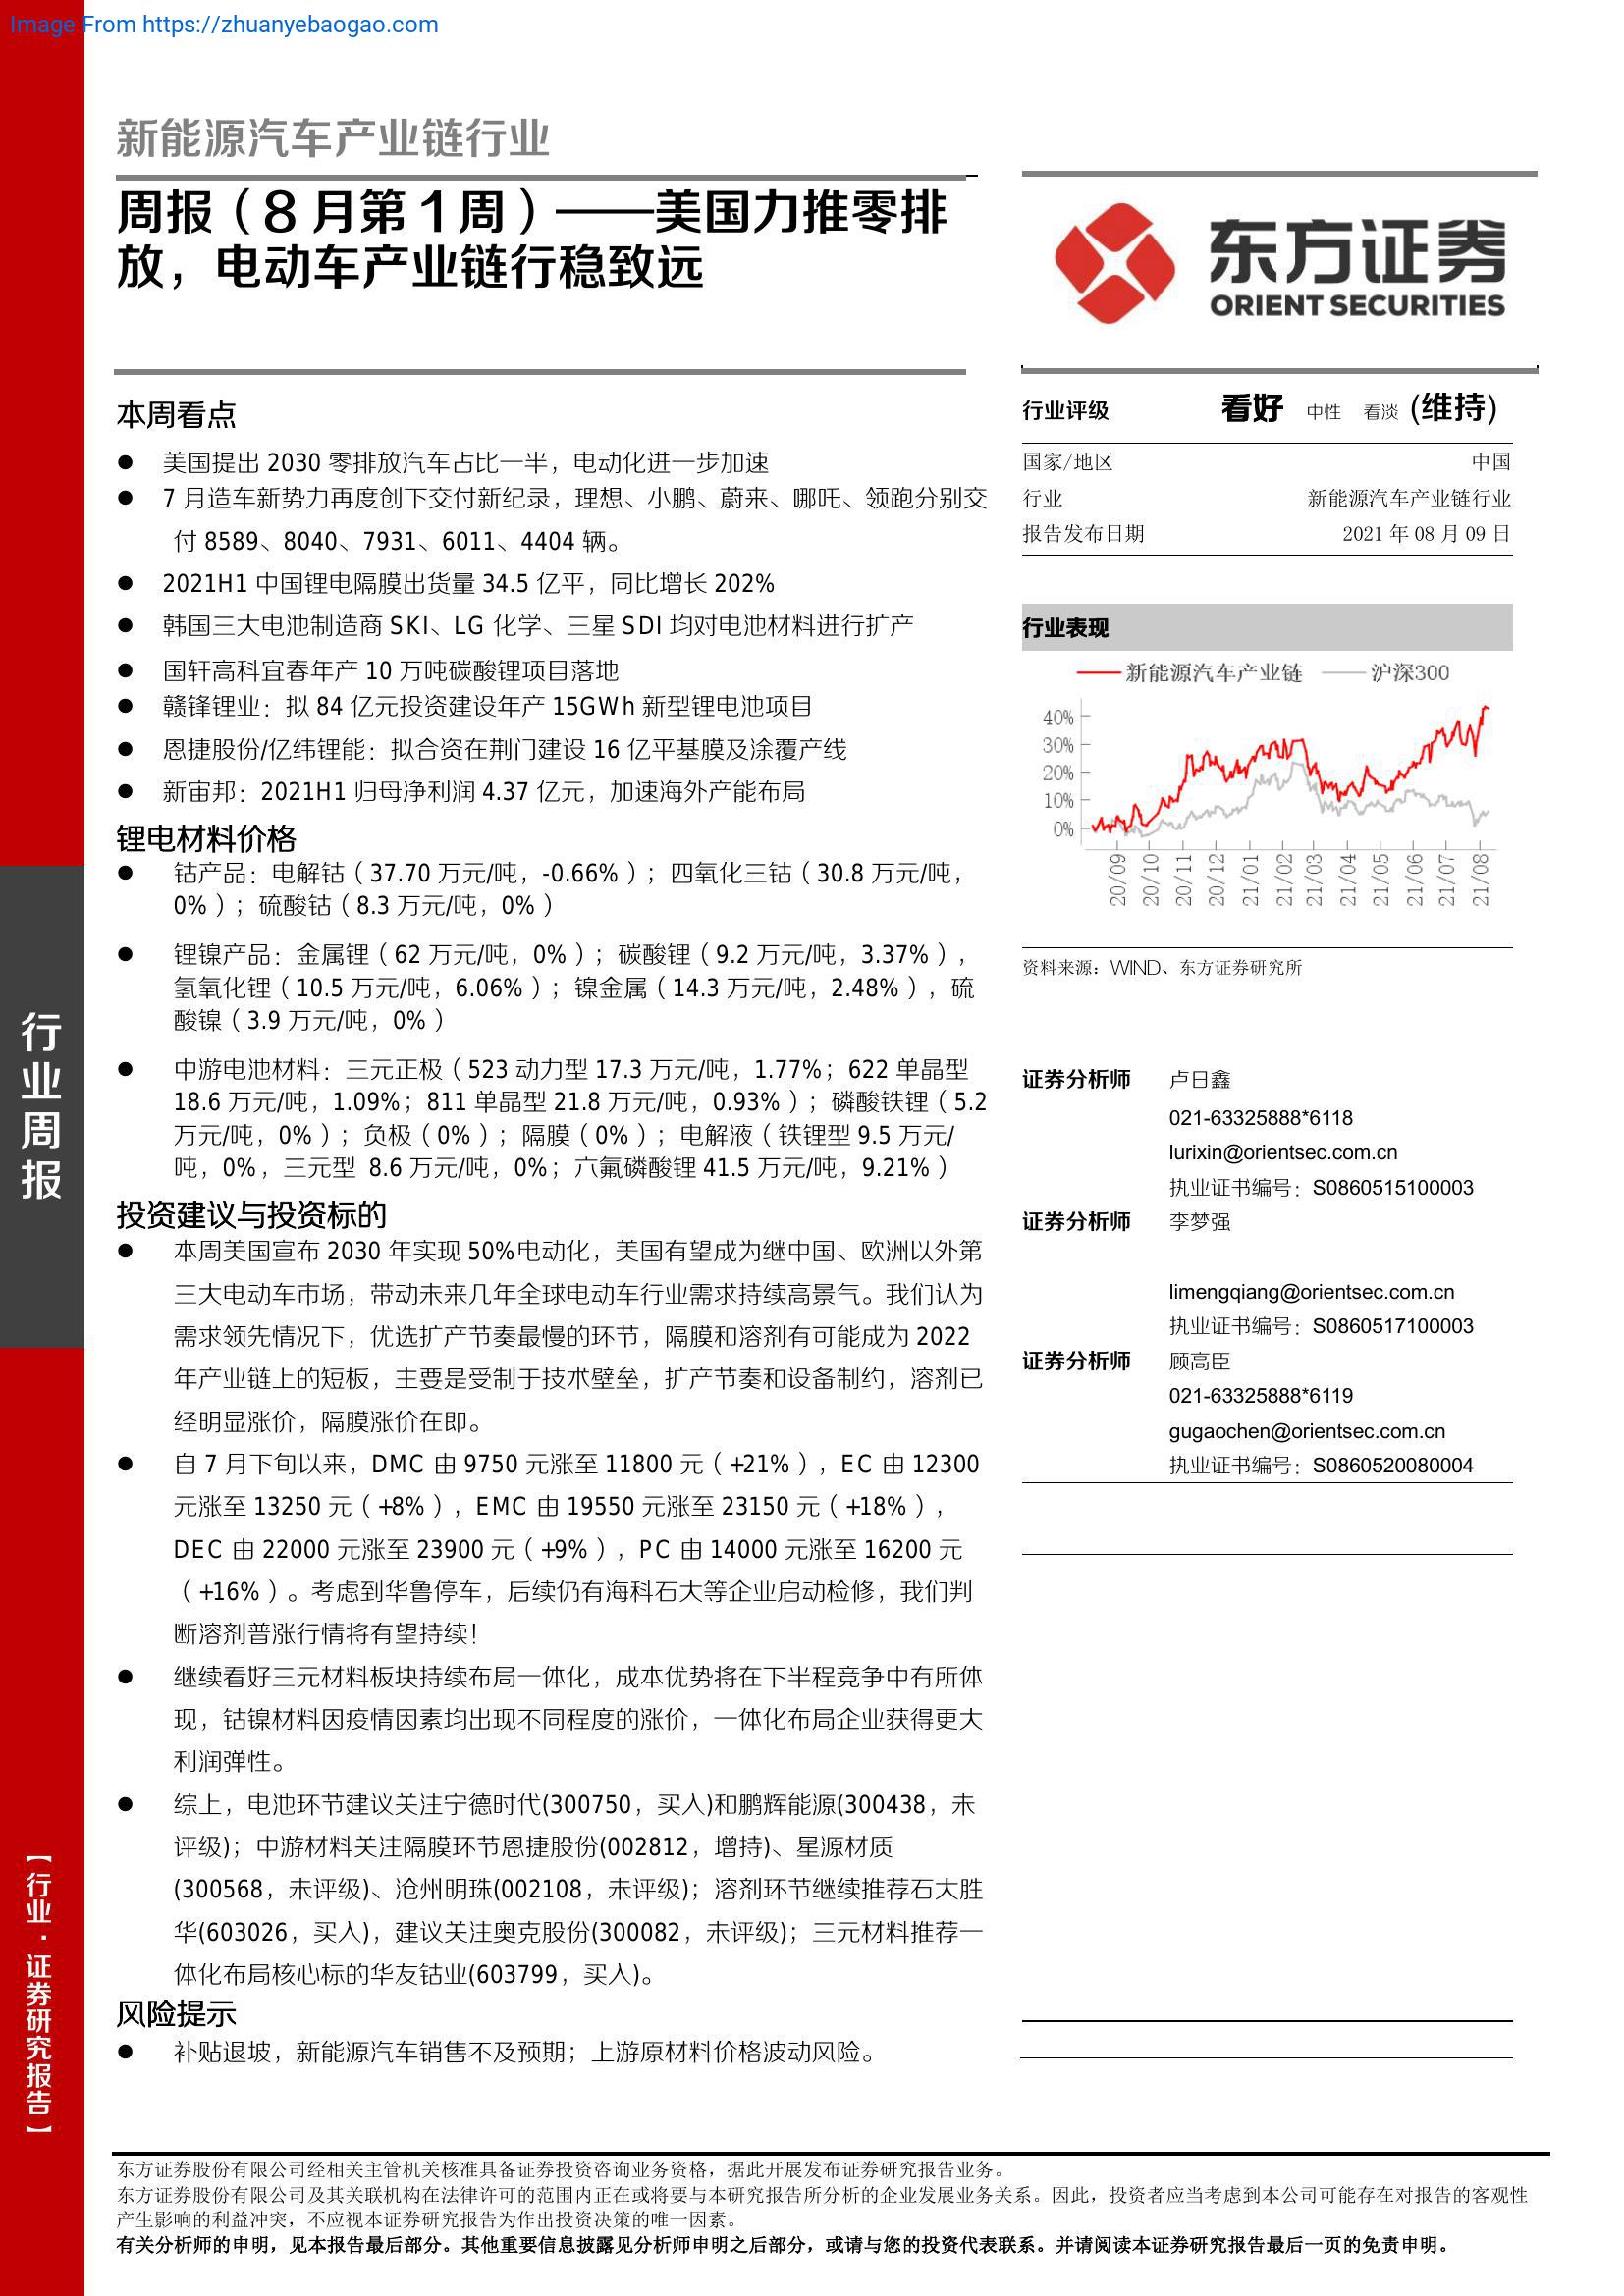 Image From https://zhuanyebaogao.com
新能源汽车产业链行业
周报（8 月第 1 周）——美国力推零排
放，电动车产业链行稳致远
东方证券
ORIENT SECURITIES
本周看点
● 美国提出 2030 零排放汽车占比一半，电动化进一步加速
● 7 月造车新势力再度创下交付新纪录，理想、小鹏、蔚来、哪吒、领跑分别交
付 8589、8040、7931、6011、4404 辆。
● 2021H1 中国锂电隔膜出货量 34.5 亿平，同比增长 202%
● 韩国三大电池制造商 SKI、LG 化学、三星 SDI 均对电池材料进行扩产
● 国轩高科宜春年产 10 万吨碳酸锂项目落地
● 赣锋锂业：拟 84 亿元投资建设年产 15GWh 新型锂电池项目
● 恩捷股份/亿纬锂能：拟合资在荆门建设 16 亿平基膜及涂覆产线
● 新宙邦：2021H1 归母净利润 4.37 亿元，加速海外产能布局
锂电材料价格
● 钴产品：电解钴（37.70 万元/吨，-0.66%）；四氧化三钴（30.8 万元/吨，
0%）；硫酸钴（8.3 万元/吨，0%）
● 锂镍产品：金属锂（62 万元/吨，0%）；碳酸锂（9.2 万元/吨，3.37%），
氢氧化锂（10.5 万元/吨，6.06%）；镍金属（14.3 万元/吨，2.48%），硫
酸镍（3.9 万元/吨，0%）
● 中游电池材料：三元正极（523 动力型 17.3 万元/吨，1.77%；622 单晶型
18.6 万元/吨，1.09%；811 单晶型 21.8 万元/吨，0.93%）；磷酸铁锂（5.2
万元/吨，0%）；负极（0%）；隔膜（0%）；电解液（铁锂型 9.5 万元/
吨，0%，三元型 8.6 万元/吨，0%；六氟磷酸锂 41.5 万元/吨，9.21%）
投资建议与投资标的
● 本周美国宣布 2030 年实现 50%电动化，美国有望成为继中国、欧洲以外第
三大电动车市场，带动未来几年全球电动车行业需求持续高景气。我们认为
需求领先情况下，优选扩产节奏最慢的环节，隔膜和溶剂有可能成为 2022
年产业链上的短板，主要是受制于技术壁垒，扩产节奏和设备制约，溶剂已
经明显涨价，隔膜涨价在即。
● 自 7 月下旬以来，DMC 由 9750 元涨至 11800 元（+21%），EC 由 12300
元涨至 13250 元（+8%），EMC 由 19550 元涨至 23150 元（+18%），
DEC 由 22000 元涨至 23900 元（+9%），PC 由 14000 元涨至 16200 元
（+16%）。考虑到华鲁停车，后续仍有海科石大等企业启动检修，我们判
断溶剂普涨行情将有望持续！
● 继续看好三元材料板块持续布局一体化，成本优势将在下半程竞争中有所体
现，钴镍材料因疫情因素均出现不同程度的涨价，一体化布局企业获得更大
利润弹性。
● 综上，电池环节建议关注宁德时代(300750，买入)和鹏辉能源(300438，未
评级)；中游材料关注隔膜环节恩捷股份(002812，增持)、星源材质
(300568，未评级)、沧州明珠(002108，未评级)；溶剂环节继续推荐石大胜
华(603026，买入)，建议关注奥克股份(300082，未评级)；三元材料推荐一
体化布局核心标的华友钴业(603799，买入)。
风险提示
● 补贴退坡，新能源汽车销售不及预期；上游原材料价格波动风险。
行业评级 看好 中性 看淡 (维持)
国家/地区 中国
行业 新能源汽车产业链行业
报告发布日期 2021 年 08 月 09 日
行业表现
新能源汽车产业链 沪深300
40%
30%
20%
10%
0%
20/09 20/10 20/11 20/12 21/01 21/02 21/03 21/04 21/05 21/06 21/07 21/08
资料来源：WIND、东方证券研究所
证券分析师 卢日鑫
021-63325888*6118
lurixin@orientsec.com.cn
执业证书编号：S0860515100003
证券分析师 李梦强
limengqiang@orientsec.com.cn
执业证书编号：S0860517100003
证券分析师 顾高臣
021-63325888*6119
gugaochen@orientsec.com.cn
执业证书编号：S0860520080004
行业周报
【行业·证券研究报告】
东方证券股份有限公司经相关主管机关核准具备证券投资咨询业务资格，据此开展发布证券研究报告业务。
东方证券股份有限公司及其关联机构在法律许可的范围内正在或将要与本研究报告所分析的企业发展业务关系。因此，投资者应当考虑到本公司可能存在对报告的客观性
产生影响的利益冲突，不应视本证券研究报告为作出投资决策的唯一因素。
有关分析师的申明，见本报告最后部分。其他重要信息披露见分析师申明之后部分，或请与您的投资代表联系。并请阅读本证券研究报告最后一页的免责申明。